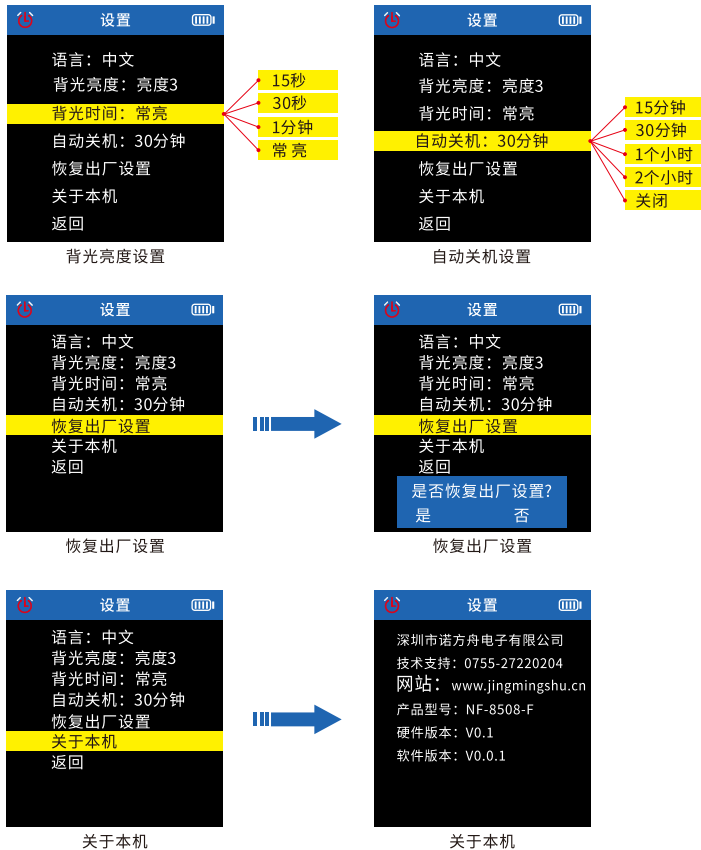 设置
语言：中文
背光亮度：亮度3
背光时间：常亮
自动关机：30分钟
恢复出厂设置
关于本机
返回
15秒
30秒
1分钟
常 亮
背光亮度设置
设置
语言：中文
背光亮度：亮度3
背光时间：常亮
自动关机：30分钟
恢复出厂设置
关于本机
返回
15分钟
30分钟
1个小时
2个小时
关闭
自动关机设置
设置
语言：中文
背光亮度：亮度3
背光时间：常亮
自动关机：30分钟
恢复出厂设置
关于本机
返回
恢复出厂设置
设置
语言：中文
背光亮度：亮度3
背光时间：常亮
自动关机：30分钟
恢复出厂设置
关于本机
返回
是否恢复出厂设置?
是 否
恢复出厂设置
设置
语言：中文
背光亮度：亮度3
背光时间：常亮
自动关机：30分钟
恢复出厂设置
关于本机
返回
关于本机
设置
深圳市诺方舟电子有限公司
技术支持：0755-27220204
网站：www.jingmingshu.cn
产品型号：NF-8508-F
硬件版本：V0.1
软件版本：V0.0.1
关于本机